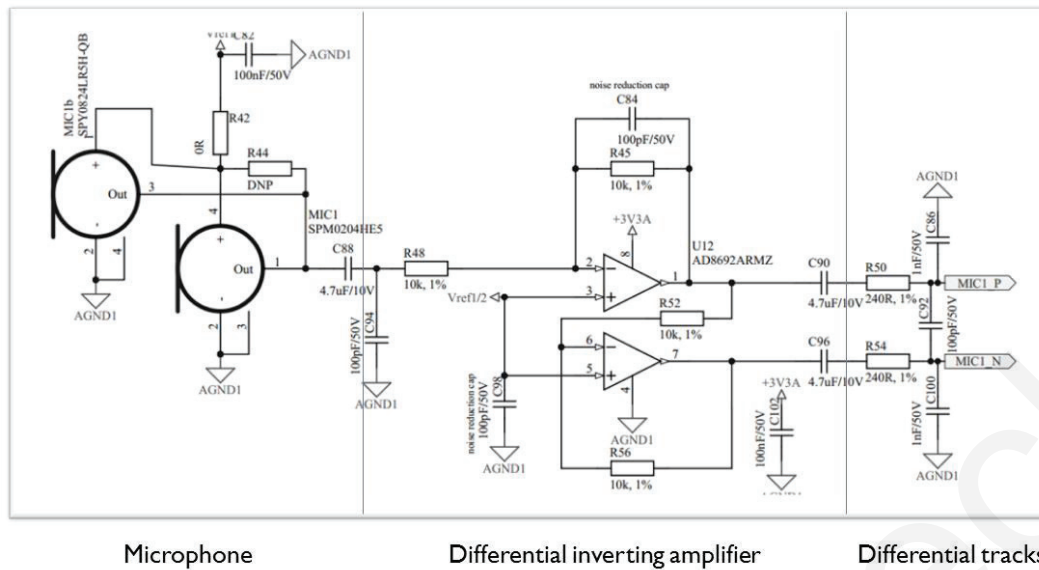 C82
100nF/50V
AGND1
MIC1b
SPY0824LR5H-QB
1
+
Out
3
-
2
4
AGND1
R42
0R
R44
DNP
4
MIC1
SPM0204HE5
+
Out
1
-
2
3
AGND1
C88
4.7uF/10V
C94
100pF/50V
AGND1
R48
10k, 1%
noise reduction cap
C84
100pF/50V
R45
10k, 1%
+3V3A
8
U12
AD8692ARMZ
2
-
1
3
+
Vref1/2
R52
10k, 1%
6
-
7
5
+
4
AGND1
noise reduction cap
C98
100pF/50V
AGND1
R56
10k, 1%
+3V3A
C102
100nF/50V
C90
4.7uF/10V
C96
4.7uF/10V
R50
240R, 1%
R54
240R, 1%
AGND1
C86
1nF/50V
MIC1_P
C92
100pF/50V
MIC1_N
C100
1nF/50V
AGND1
Microphone
Differential inverting amplifier
Differential tracks